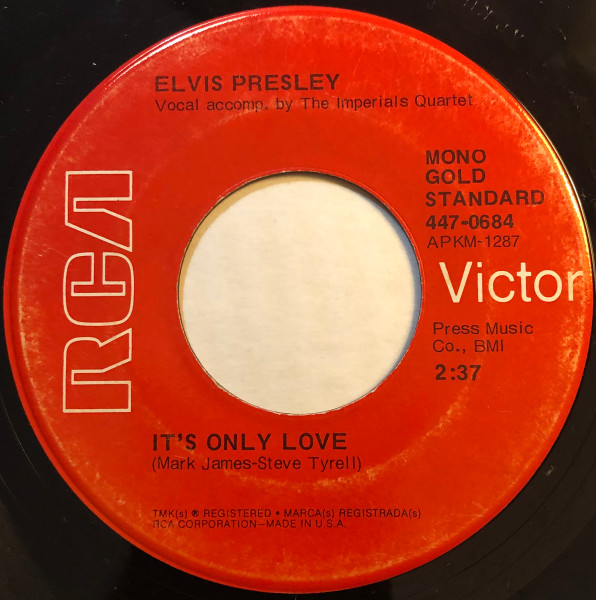 ELVIS PRESLEY
Vocal accomp. by The Imperials Quartet
MONO
GOLD
STANDARD
447-0684
APKM-1287
RCA
Victor
Press Music
Co., BMI
2:37
IT'S ONLY LOVE
(Mark James-Steve Tyrell)
TMK(s) ® REGISTERED • MARCA(s) REGISTRADA(s)
RCA CORPORATION—MADE IN U.S.A.